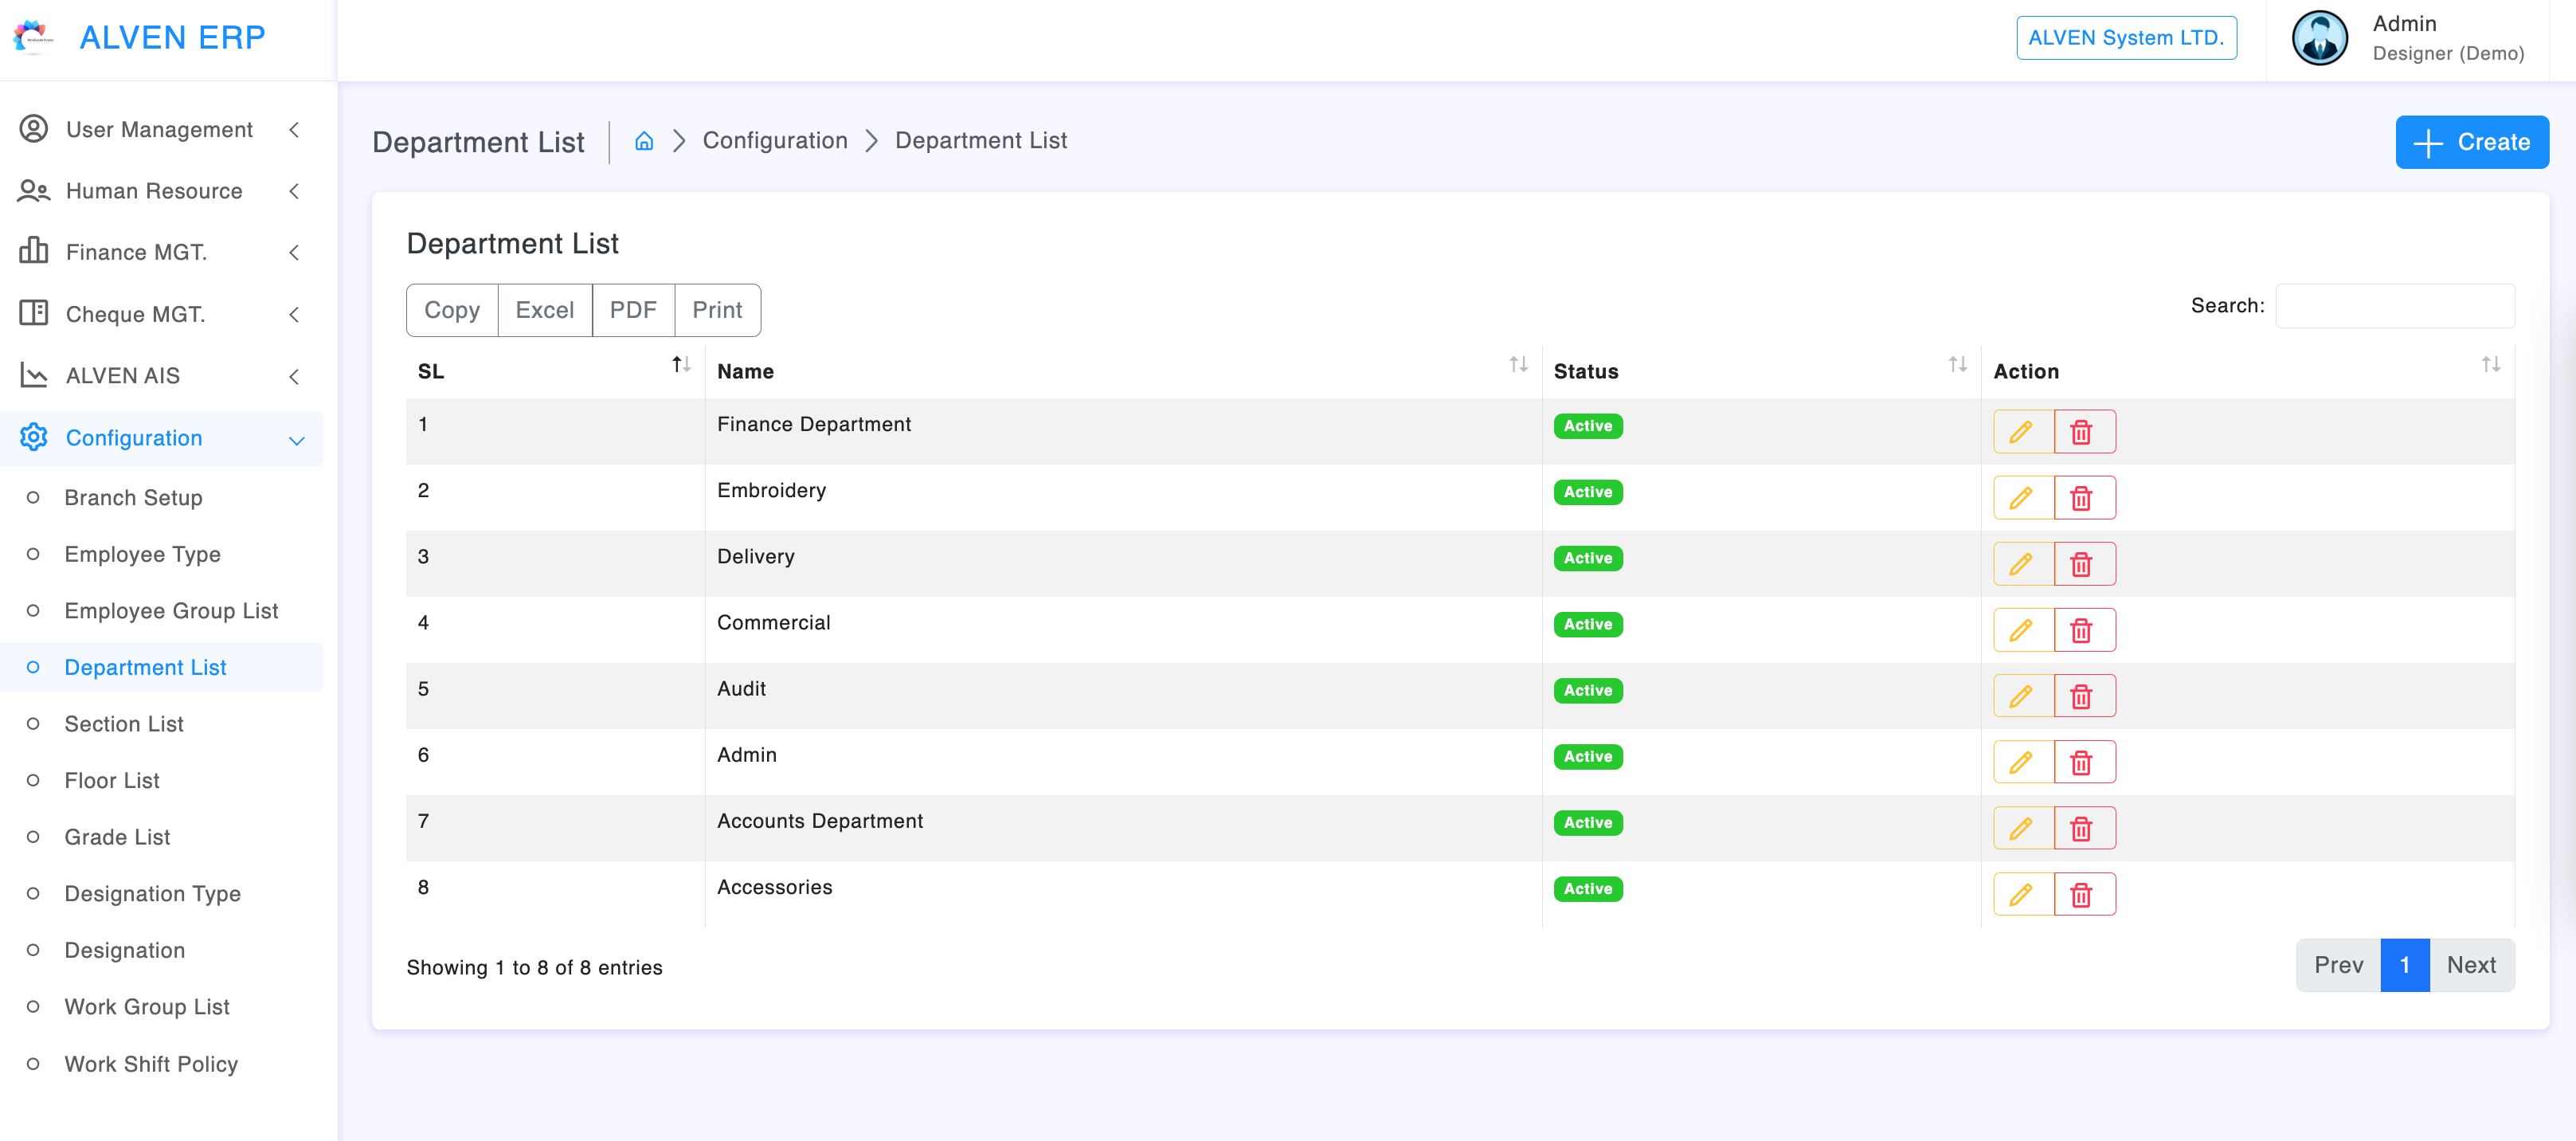 ALVEN ERP
ALVEN System LTD.
Admin
Designer (Demo)
User Management
Human Resource
Finance MGT.
Cheque MGT.
ALVEN AIS
Configuration
Branch Setup
Employee Type
Employee Group List
Department List
Section List
Floor List
Grade List
Designation Type
Designation
Work Group List
Work Shift Policy
Department List
Configuration
Department List
Create
Department List
Copy Excel PDF Print
Search:
SL Name Status Action
1 Finance Department Active
2 Embroidery Active
3 Delivery Active
4 Commercial Active
5 Audit Active
6 Admin Active
7 Accounts Department Active
8 Accessories Active
Showing 1 to 8 of 8 entries
Prev 1 Next